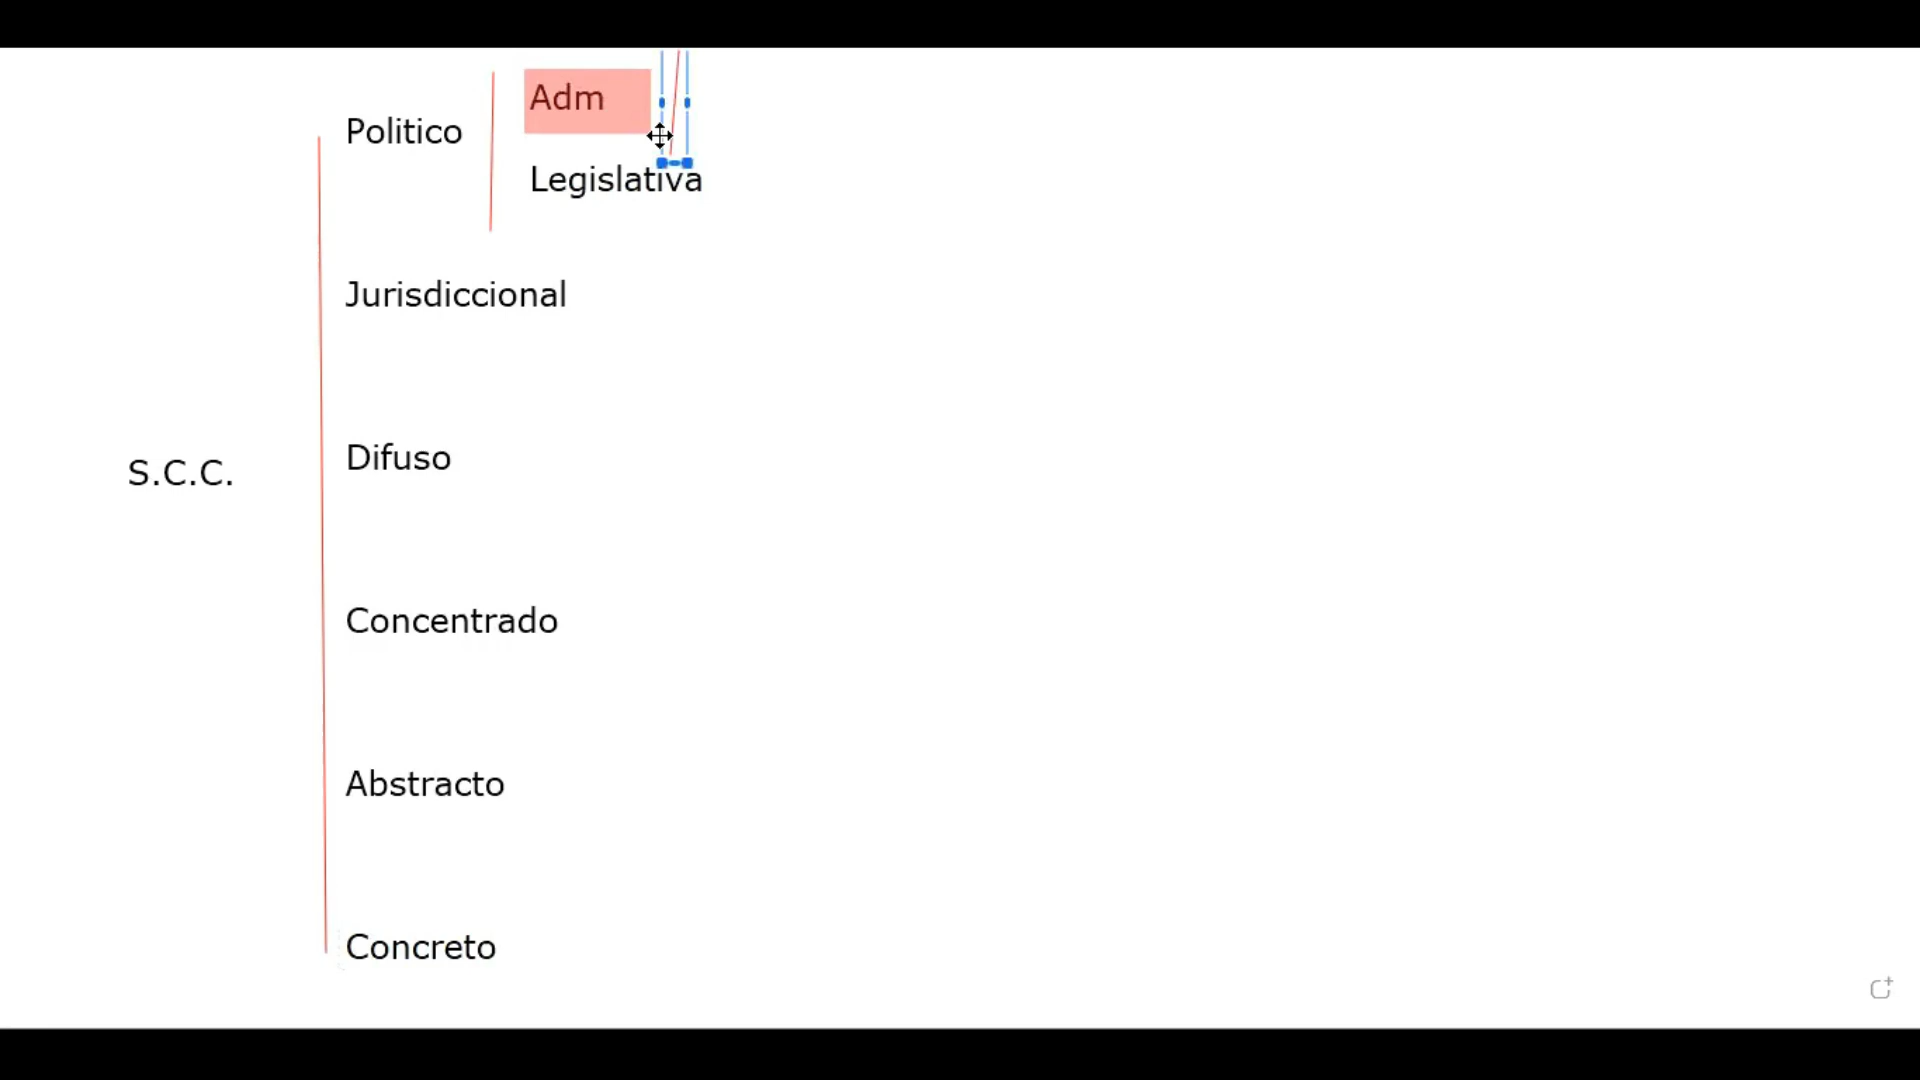 Adm
Politico
Legislativa
Jurisdiccional
Difuso
S.C.C.
Concentrado
Abstracto
Concreto